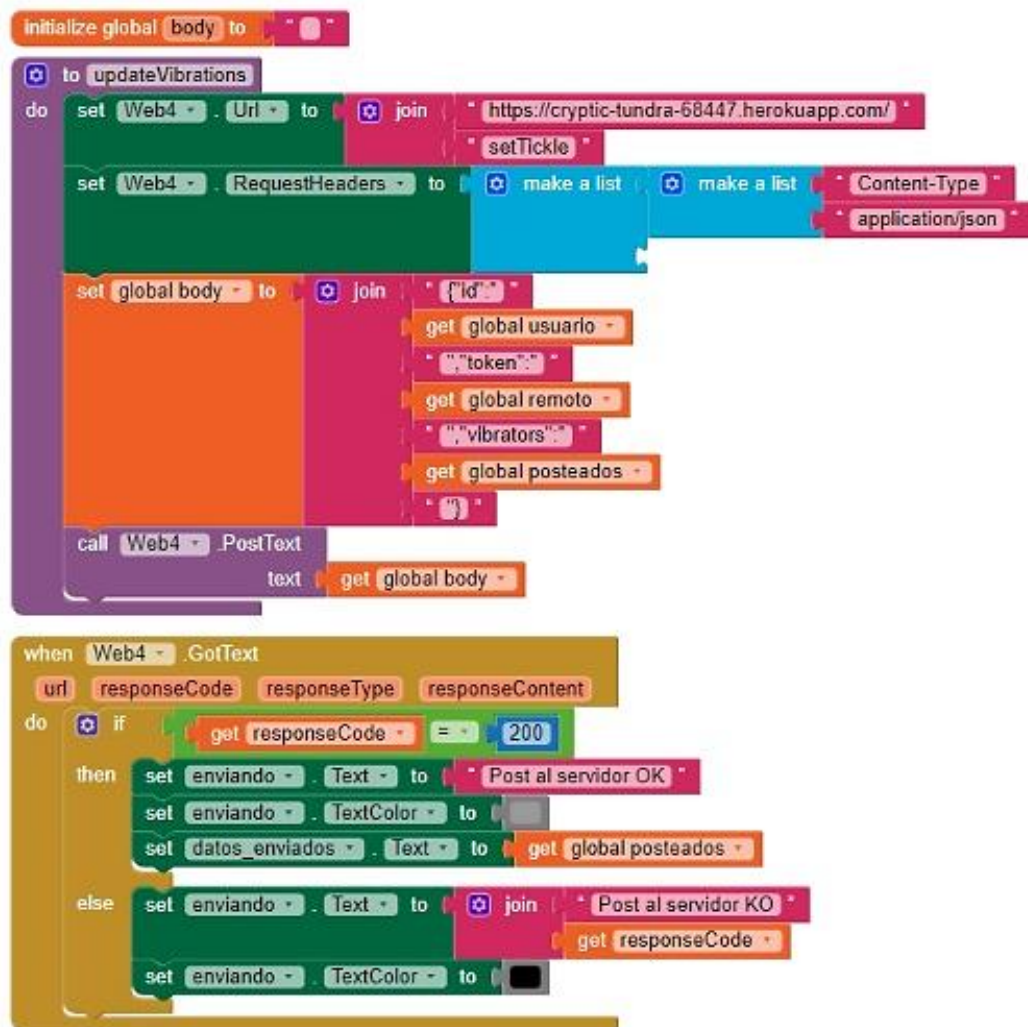 initialize global body to " "
to updateVibrations
do set Web4 . Url to join " https://cryptic-tundra-68447.herokuapp.com/ "
" setTickle "
set Web4 . RequestHeaders to make a list make a list " Content-Type "
" application/json "
set global body to join " {"id":" "
get global usuario
" ","token":" "
get global remoto
" ","vibrators":" "
get global posteados
" "} "
call Web4 .PostText
text get global body
when Web4 .GotText
url responseCode responseType responseContent
do if get responseCode = 200
then set enviando . Text to " Post al servidor OK "
set enviando . TextColor to
set datos_enviados . Text to get global posteados
else set enviando . Text to join " Post al servidor KO "
get responseCode
set enviando . TextColor to